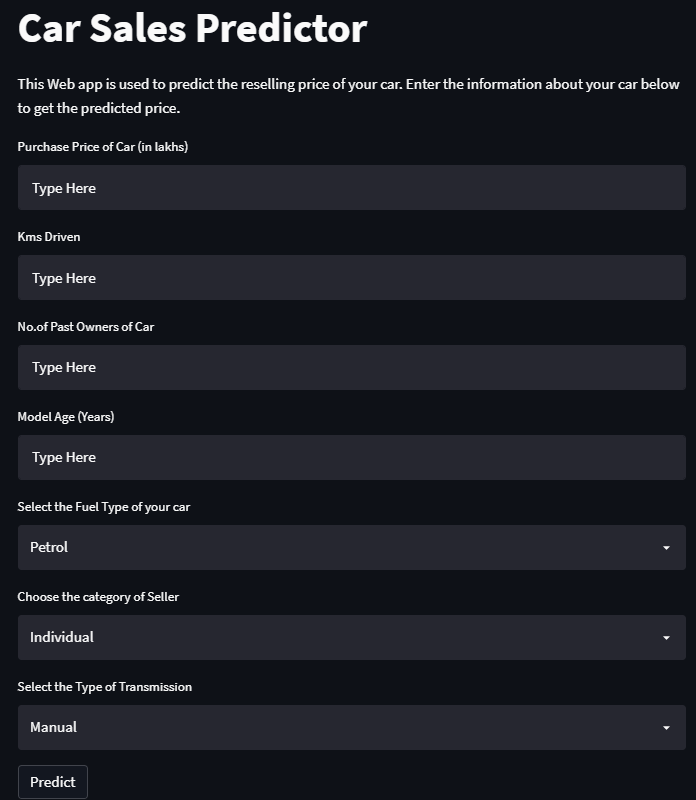 Car Sales Predictor
This Web app is used to predict the reselling price of your car. Enter the information about your car below
to get the predicted price.
Purchase Price of Car (in lakhs)
Type Here
Kms Driven
Type Here
No.of Past Owners of Car
Type Here
Model Age (Years)
Type Here
Select the Fuel Type of your car
Petrol
Choose the category of Seller
Individual
Select the Type of Transmission
Manual
Predict